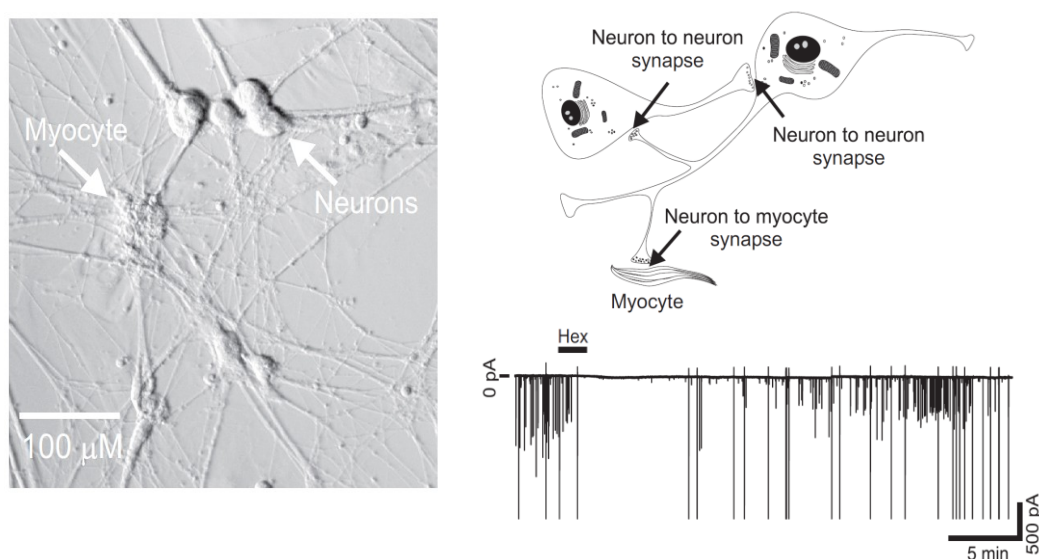 Myocyte
Neurons
100 μM
Neuron to neuron
synapse
Neuron to neuron
synapse
Neuron to myocyte
synapse
Myocyte
Hex
0 pA
500 pA
5 min